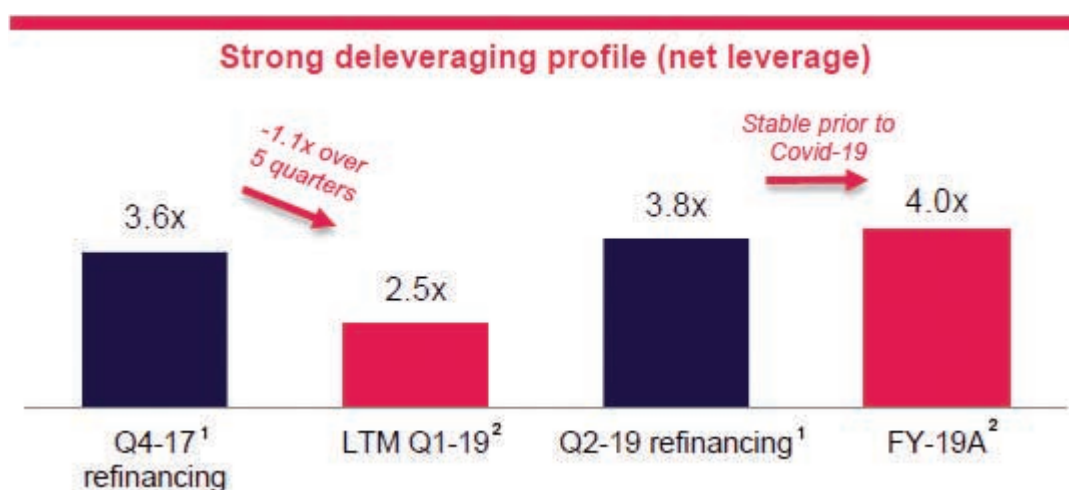 Strong deleveraging profile (net leverage)
-1.1x over
5 quarters
Stable prior to
Covid-19
3.6x
2.5x
3.8x
4.0x
Q4-17¹
refinancing
LTM Q1-19²
Q2-19 refinancing¹
FY-19A²